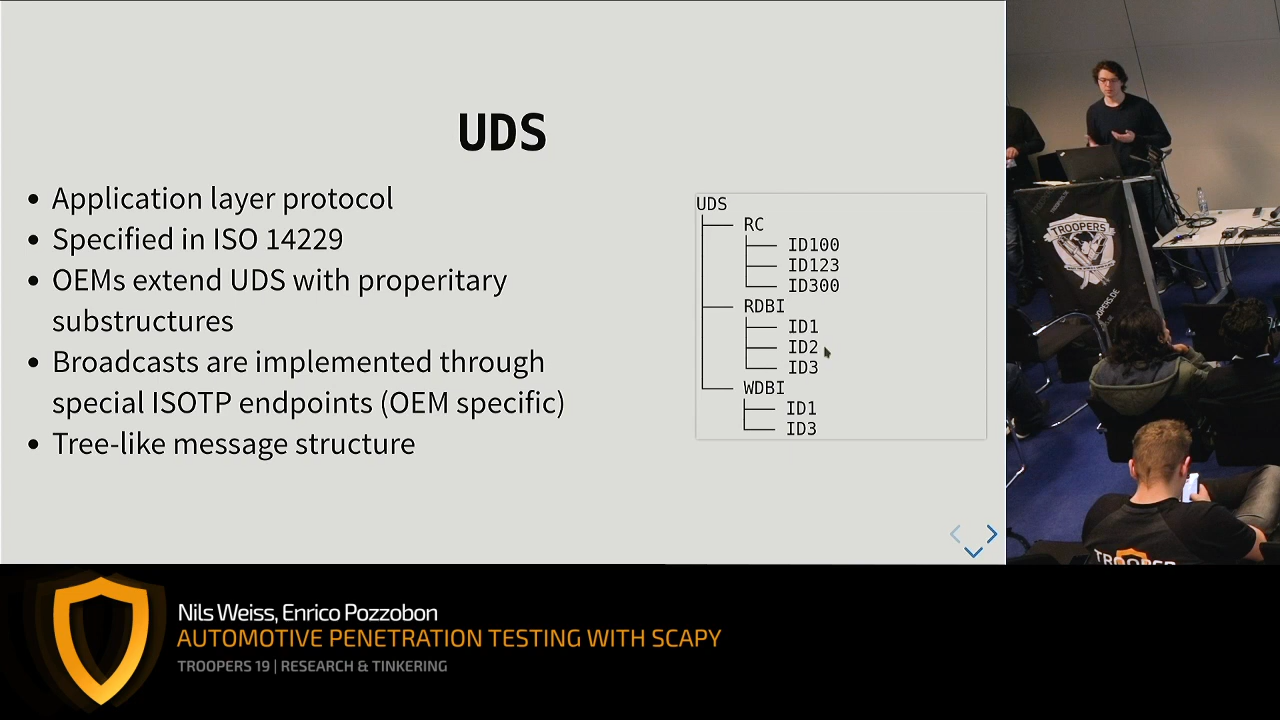 UDS
• Application layer protocol
• Specified in ISO 14229
• OEMs extend UDS with properitary
substructures
• Broadcasts are implemented through
special ISOTP endpoints (OEM specific)
• Tree-like message structure
UDS
├── RC
│   ├── ID100
│   ├── ID123
│   └── ID300
├── RDBI
│   ├── ID1
│   ├── ID2
│   └── ID3
└── WDBI
    ├── ID1
    └── ID3
TROOPERS
TROOPER
Nils Weiss, Enrico Pozzobon
AUTOMOTIVE PENETRATION TESTING WITH SCAPY
TROOPERS 19 | RESEARCH & TINKERING